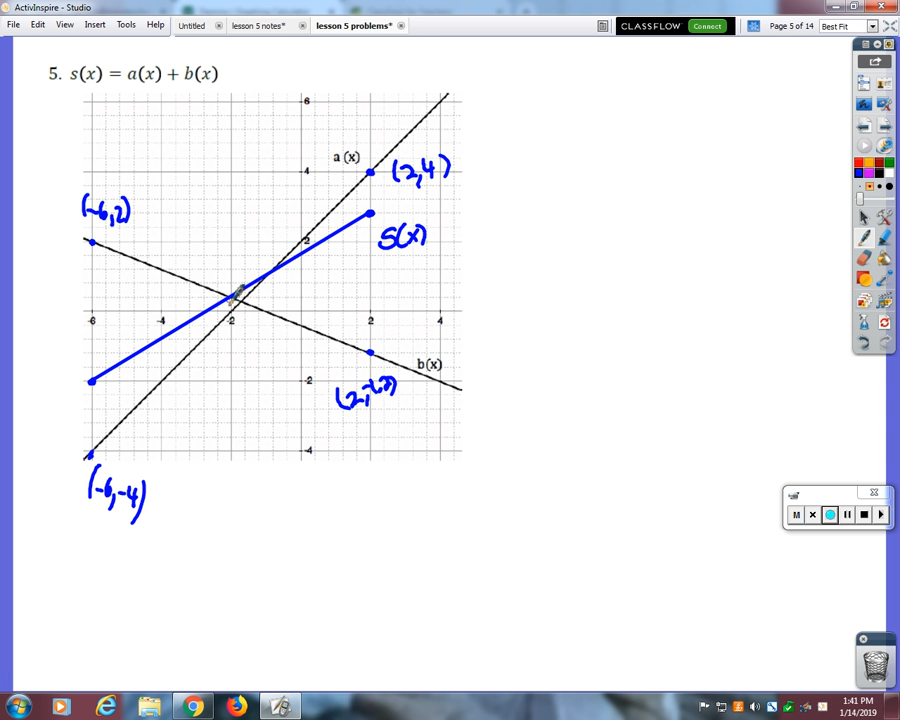 ActivInspire - Studio
File Edit View Insert Tools Help Untitled lesson 5 notes* lesson 5 problems* CLASSFLOW Connect Page 5 of 14 Best Fit
5. s(x) = a(x) + b(x)
6
a (x)
4
(2,4)
(-6,2)
2
S(x)
-6 -4 -2 2 4
b(x)
-2
-4
(-6,-4)
M
1:41 PM
1/14/2019